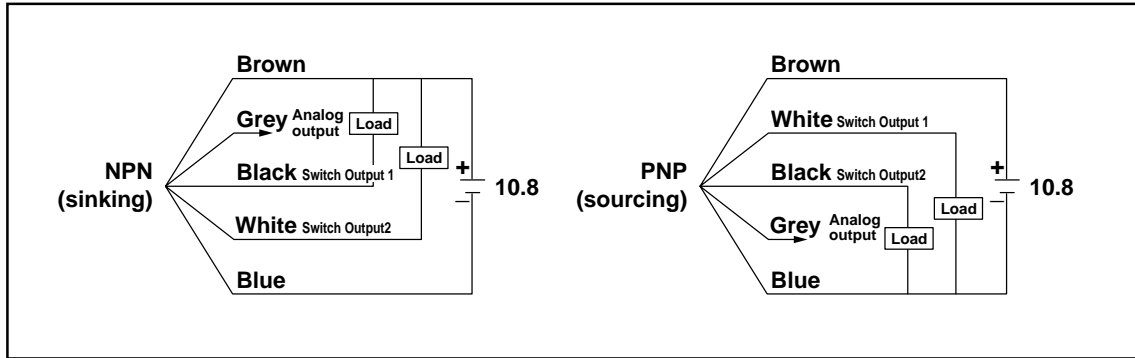 Brown
Grey Analog output
Load
Load
NPN (sinking)
Black Switch Output 1
+
−
10.8
White Switch Output2
Blue
Brown
White Switch Output 1
PNP (sourcing)
Black Switch Output2
+
−
10.8
Load
Grey Analog output
Load
Blue